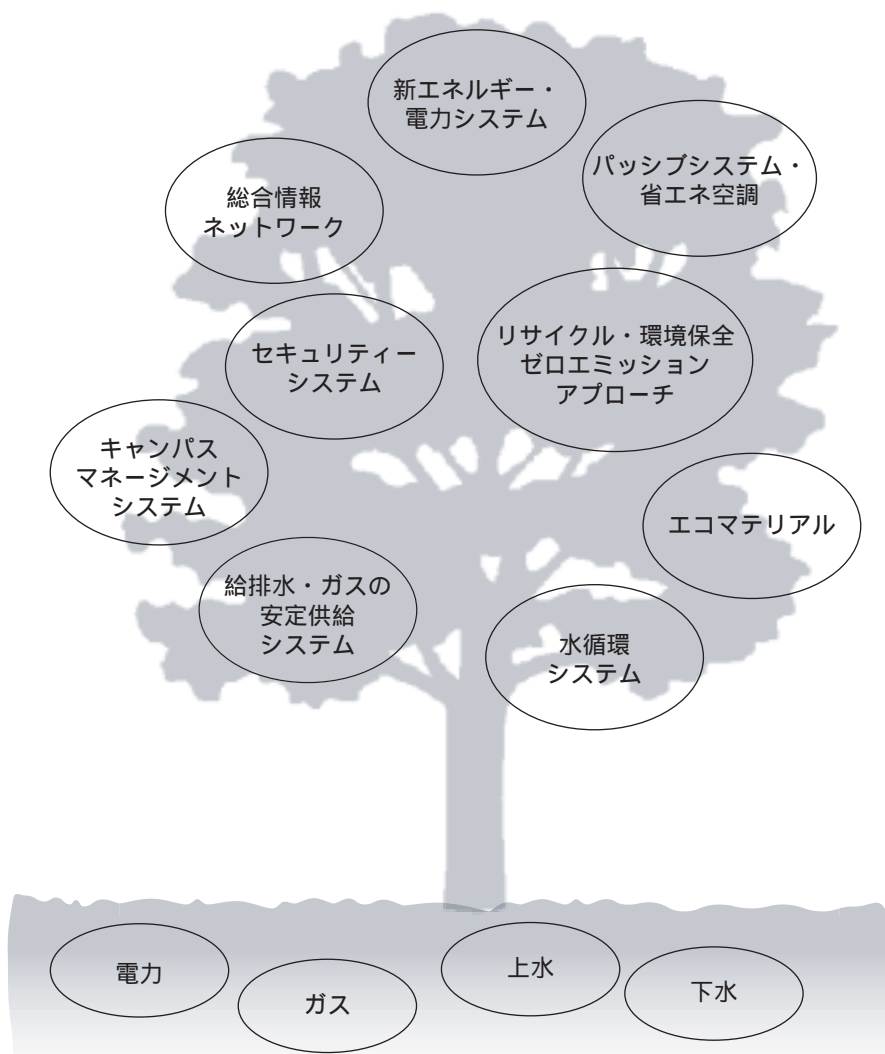 新エネルギー・
電力システム
パッシブシステム・
省エネ空調
総合情報
ネットワーク
セキュリティー
システム
リサイクル・環境保全
ゼロエミッション
アプローチ
キャンパス
マネージメント
システム
エコマテリアル
給排水・ガスの
安定供給
システム
水循環
システム
電力
ガス
上水
下水